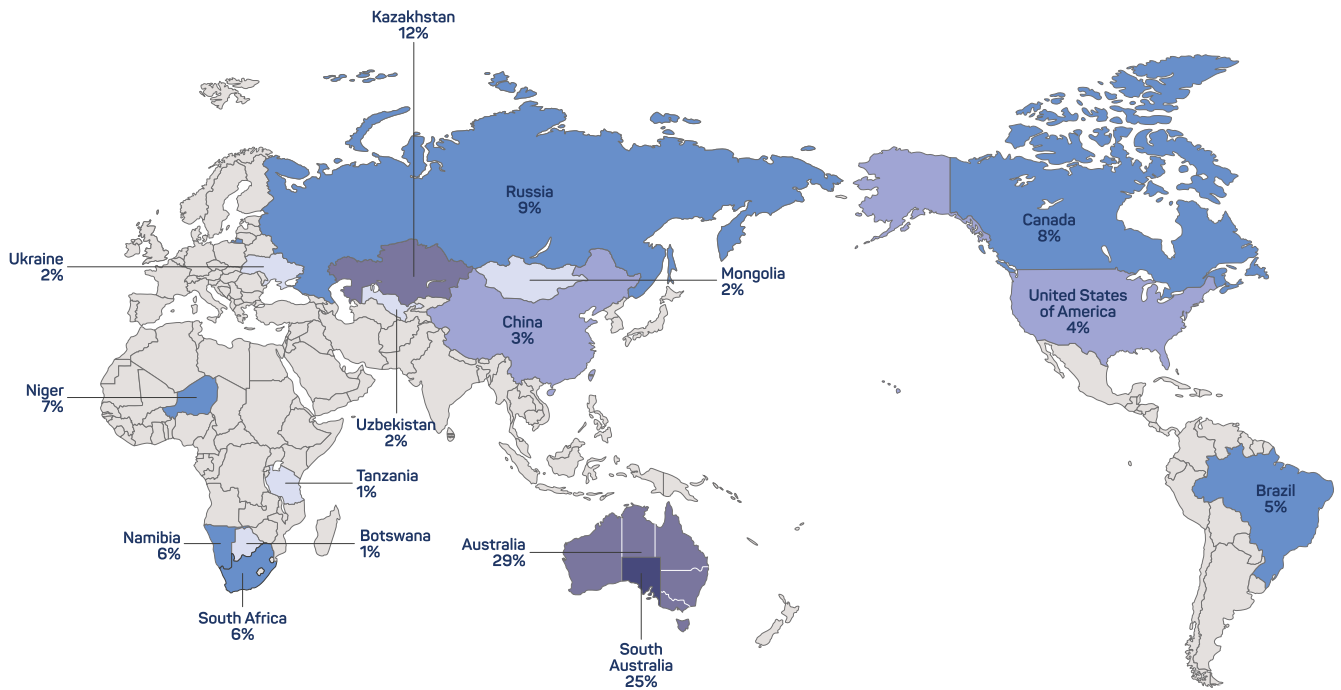 Kazakhstan
12%
Russia
9%
Canada
8%
Ukraine
2%
Mongolia
2%
United States
of America
4%
China
3%
Niger
7%
Uzbekistan
2%
Tanzania
1%
Brazil
5%
Namibia
6%
Botswana
1%
Australia
29%
South Africa
6%
South
Australia
25%